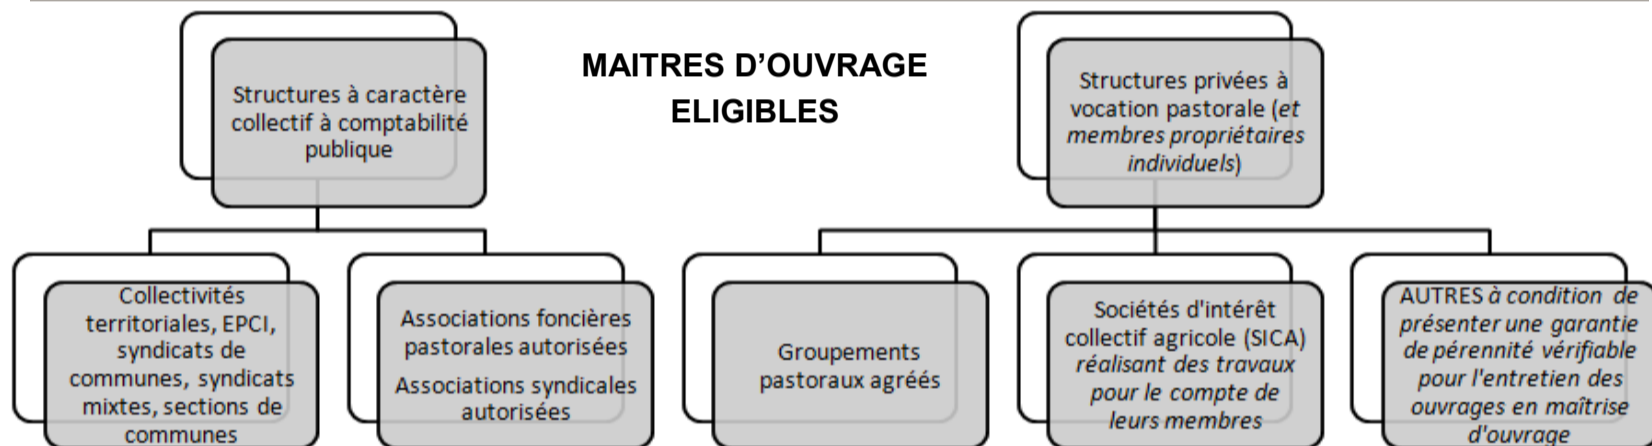 MAITRES D'OUVRAGE
ELIGIBLES
Structures à caractère
collectif à comptabilité
publique
Collectivités
territoriales, EPCI,
syndicats de
communes, syndicats
mixtes, sections de
communes
Associations foncières
pastorales autorisées
Associations syndicales
autorisées
Structures privées à
vocation pastorale (et
membres propriétaires
individuels)
Groupements
pastoraux agréés
Sociétés d'intérêt
collectif agricole (SICA)
réalisant des travaux
pour le compte de
leurs membres
AUTRES à condition de
présenter une garantie
de pérennité vérifiable
pour l'entretien des
ouvrages en maîtrise
d'ouvrage